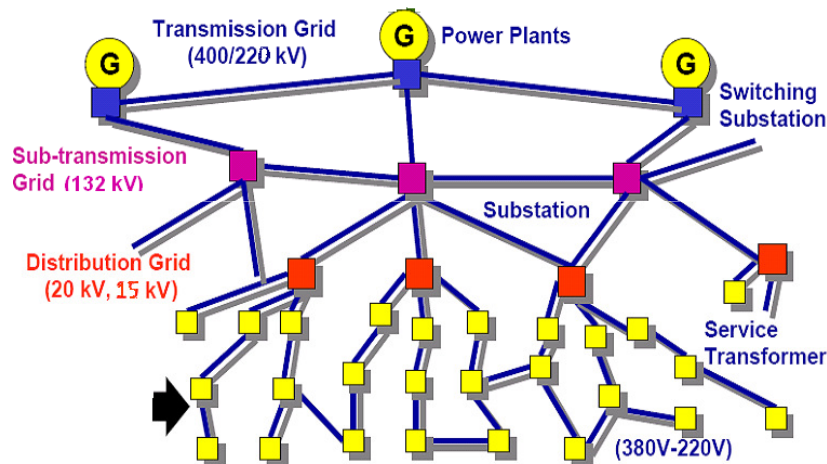 Transmission Grid
(400/220 kV)
G
Power Plants
G
G
Switching
Substation
Sub-transmission
Grid (132 kV)
Substation
Distribution Grid
(20 kV, 15 kV)
Service
Transformer
(380V-220V)